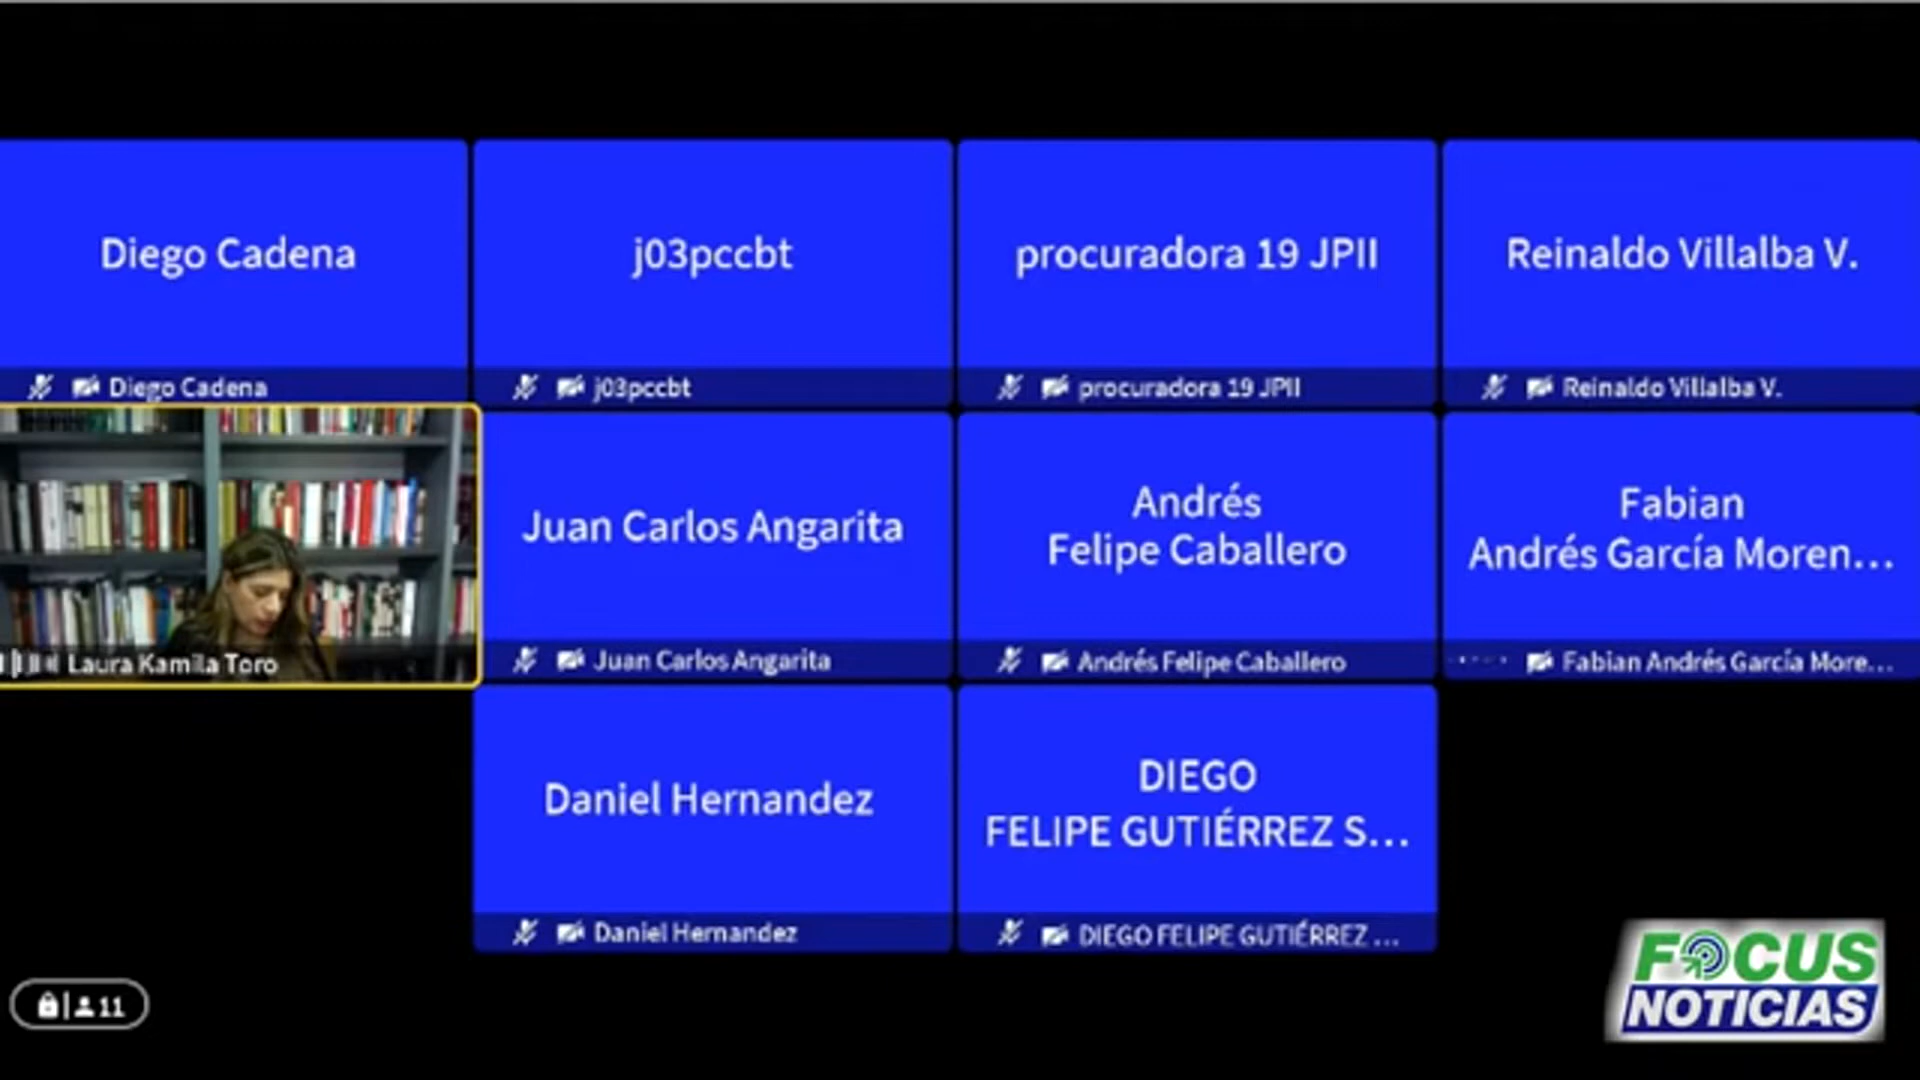 Diego Cadena
j03pccbt
procuradora 19 JPII
Reinaldo Villalba V.
Diego Cadena
j03pccbt
procuradora 19 JPII
Reinaldo Villalba V.
Juan Carlos Angarita
Andrés
Felipe Caballero
Fabian
Andrés García Moren...
Laura Kamila Toro
Juan Carlos Angarita
Andrés Felipe Caballero
Fabian Andrés García More...
Daniel Hernandez
DIEGO
FELIPE GUTIÉRREZ S...
Daniel Hernandez
DIEGO FELIPE GUTIÉRREZ ...
11
FOCUS
NOTICIAS